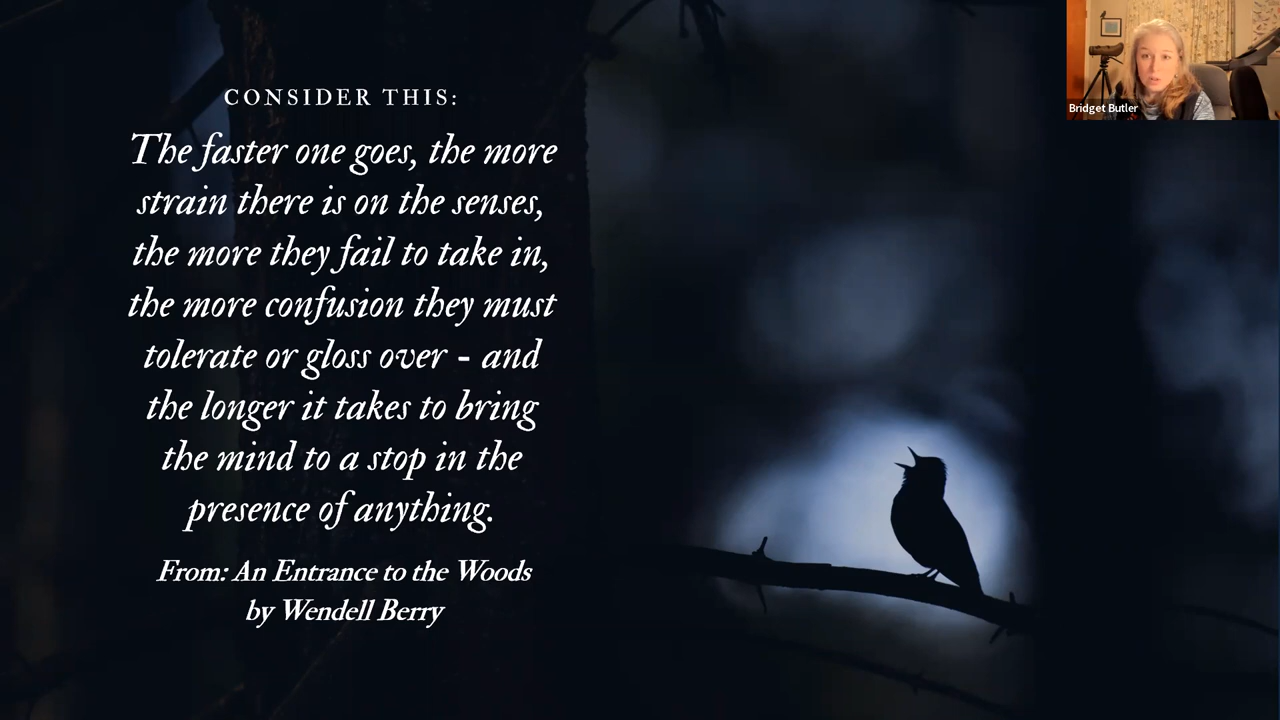 CONSIDER THIS:
The faster one goes, the more
strain there is on the senses,
the more they fail to take in,
the more confusion they must
tolerate or gloss over - and
the longer it takes to bring
the mind to a stop in the
presence of anything.
From: An Entrance to the Woods
by Wendell Berry
Bridget Butler